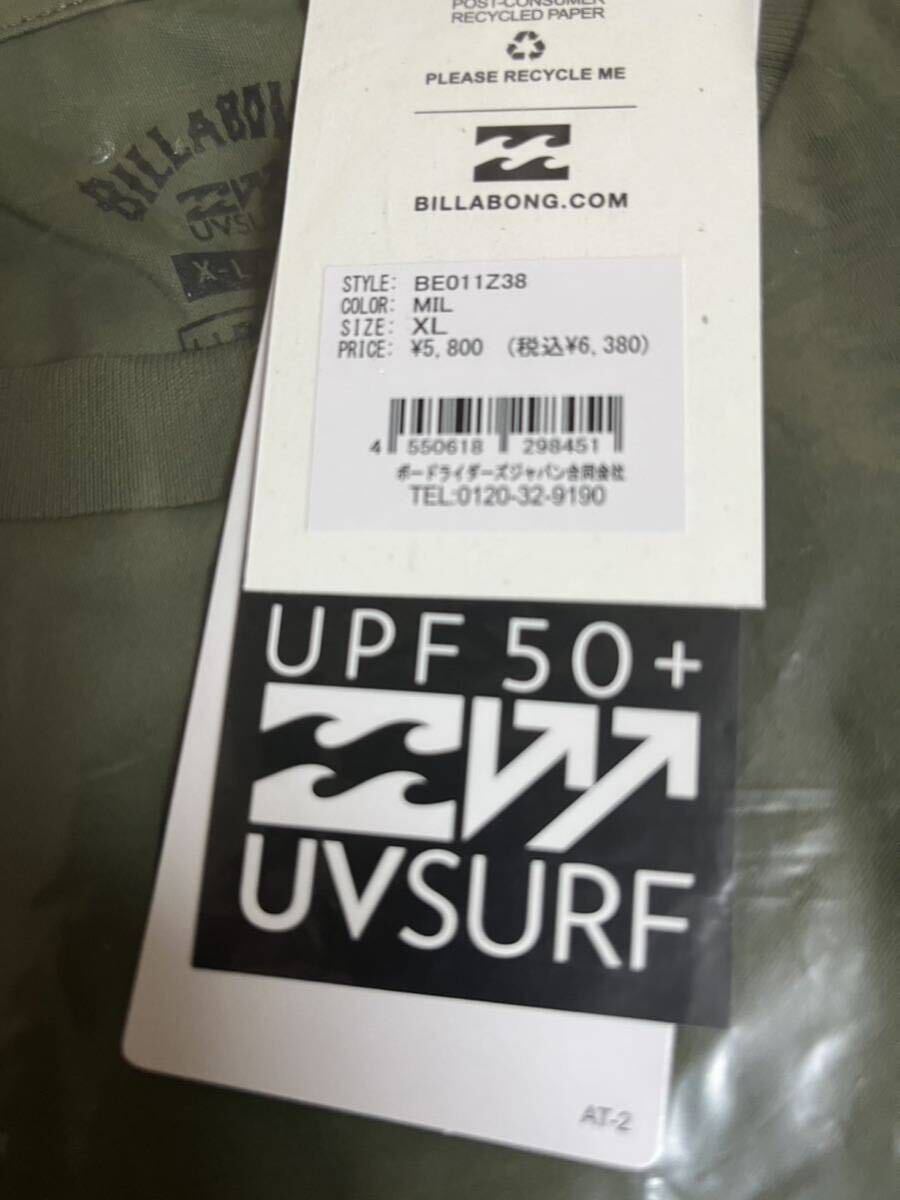 POST-CONSUMER
RECYCLED PAPER
PLEASE RECYCLE ME
BILLABONG.COM
STYLE: BE011Z38
COLOR: MIL
SIZE: XL
PRICE: ¥5,800 (税込¥6,380)
4 550618 298451
ボードライダーズジャパン合同会社
TEL:0120-32-9190
UPF 50+
UVSURF
AT-2